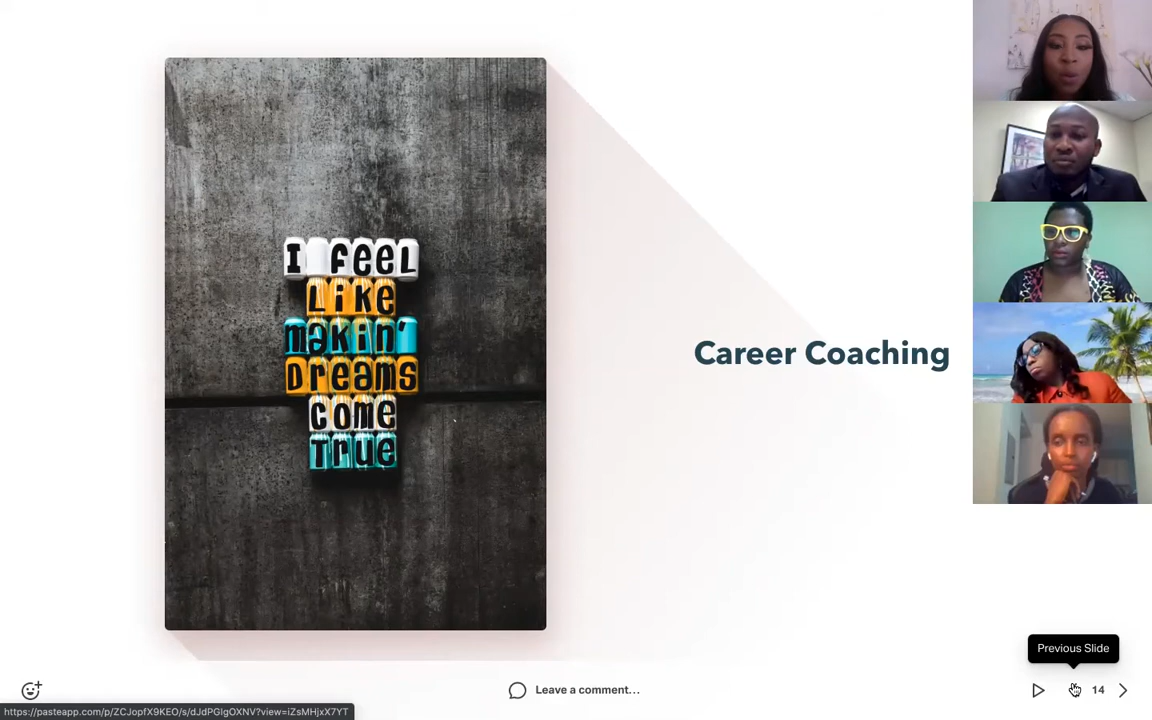 I feel
Like
makin'
Dreams
come
True
Career Coaching
Previous Slide
Leave a comment...
14
https://pasteapp.com/p/ZCJopfX9KEO/s/dJdPGIgOXNV?view=iZsMHjxX7YT